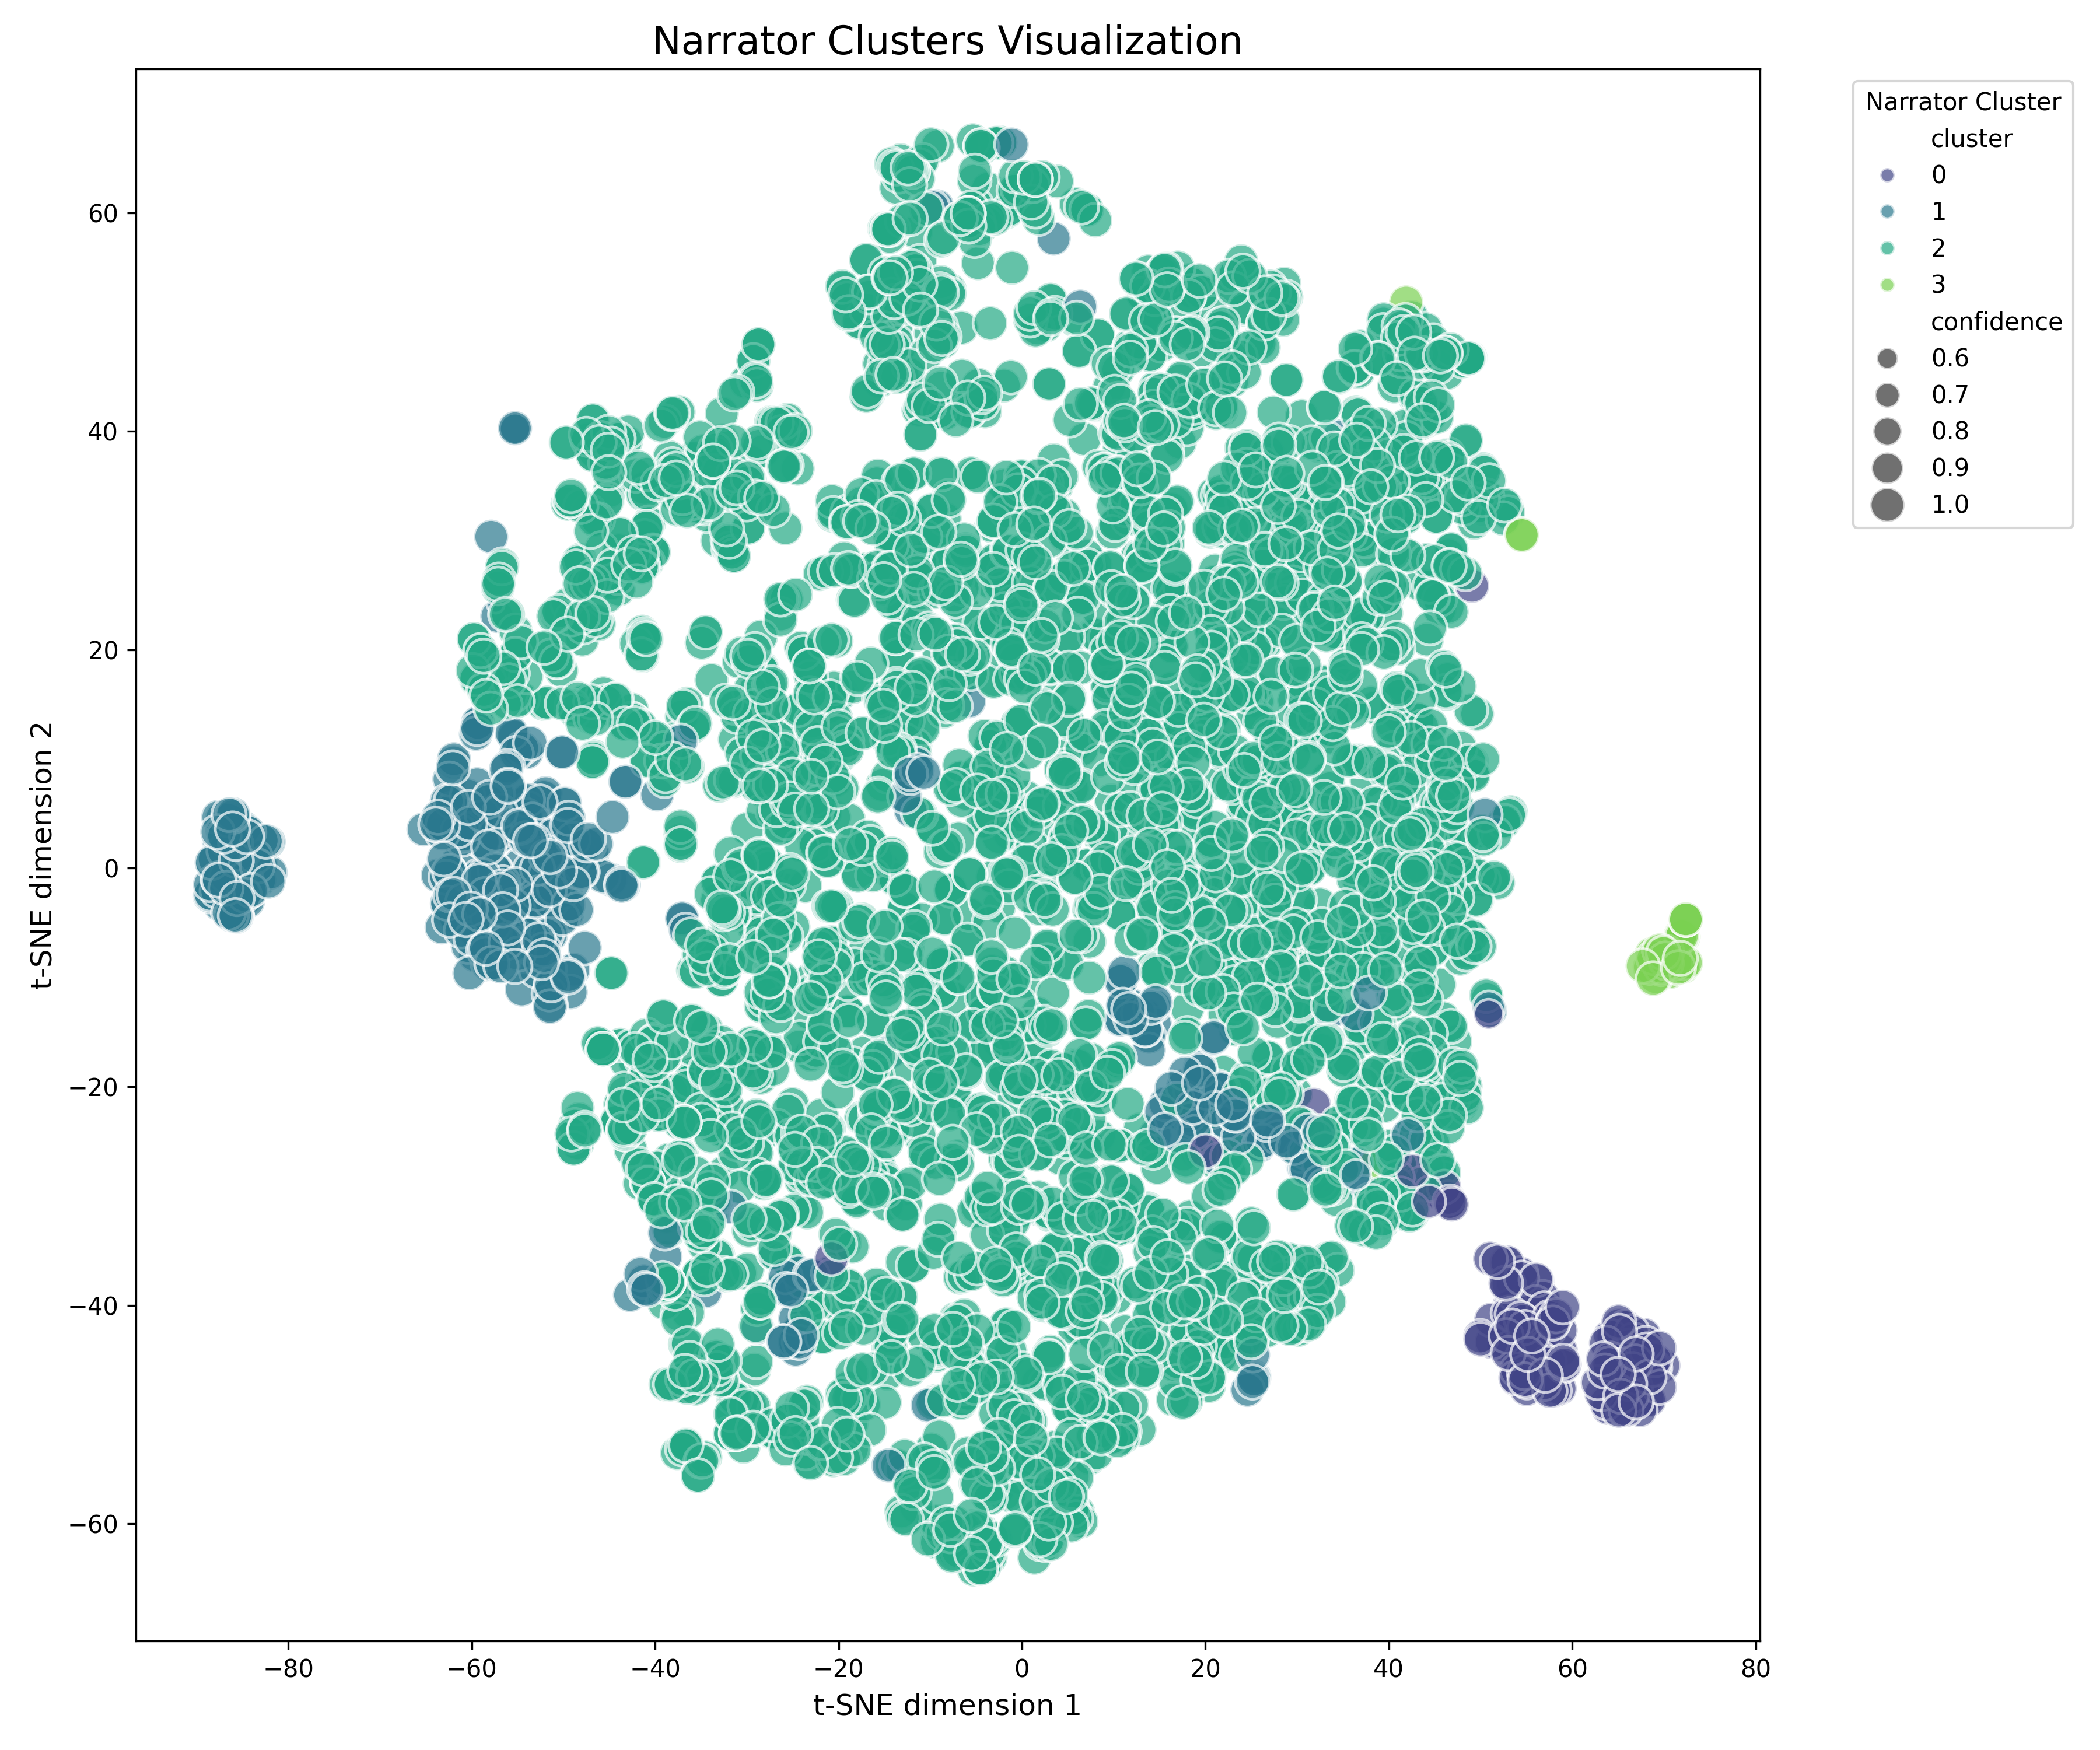 Narrator Clusters Visualization
Narrator Cluster
cluster
0
1
2
3
confidence
0.6
0.7
0.8
0.9
1.0
60
40
20
0
−20
−40
−60
t-SNE dimension 2
−80 −60 −40 −20 0 20 40 60 80
t-SNE dimension 1